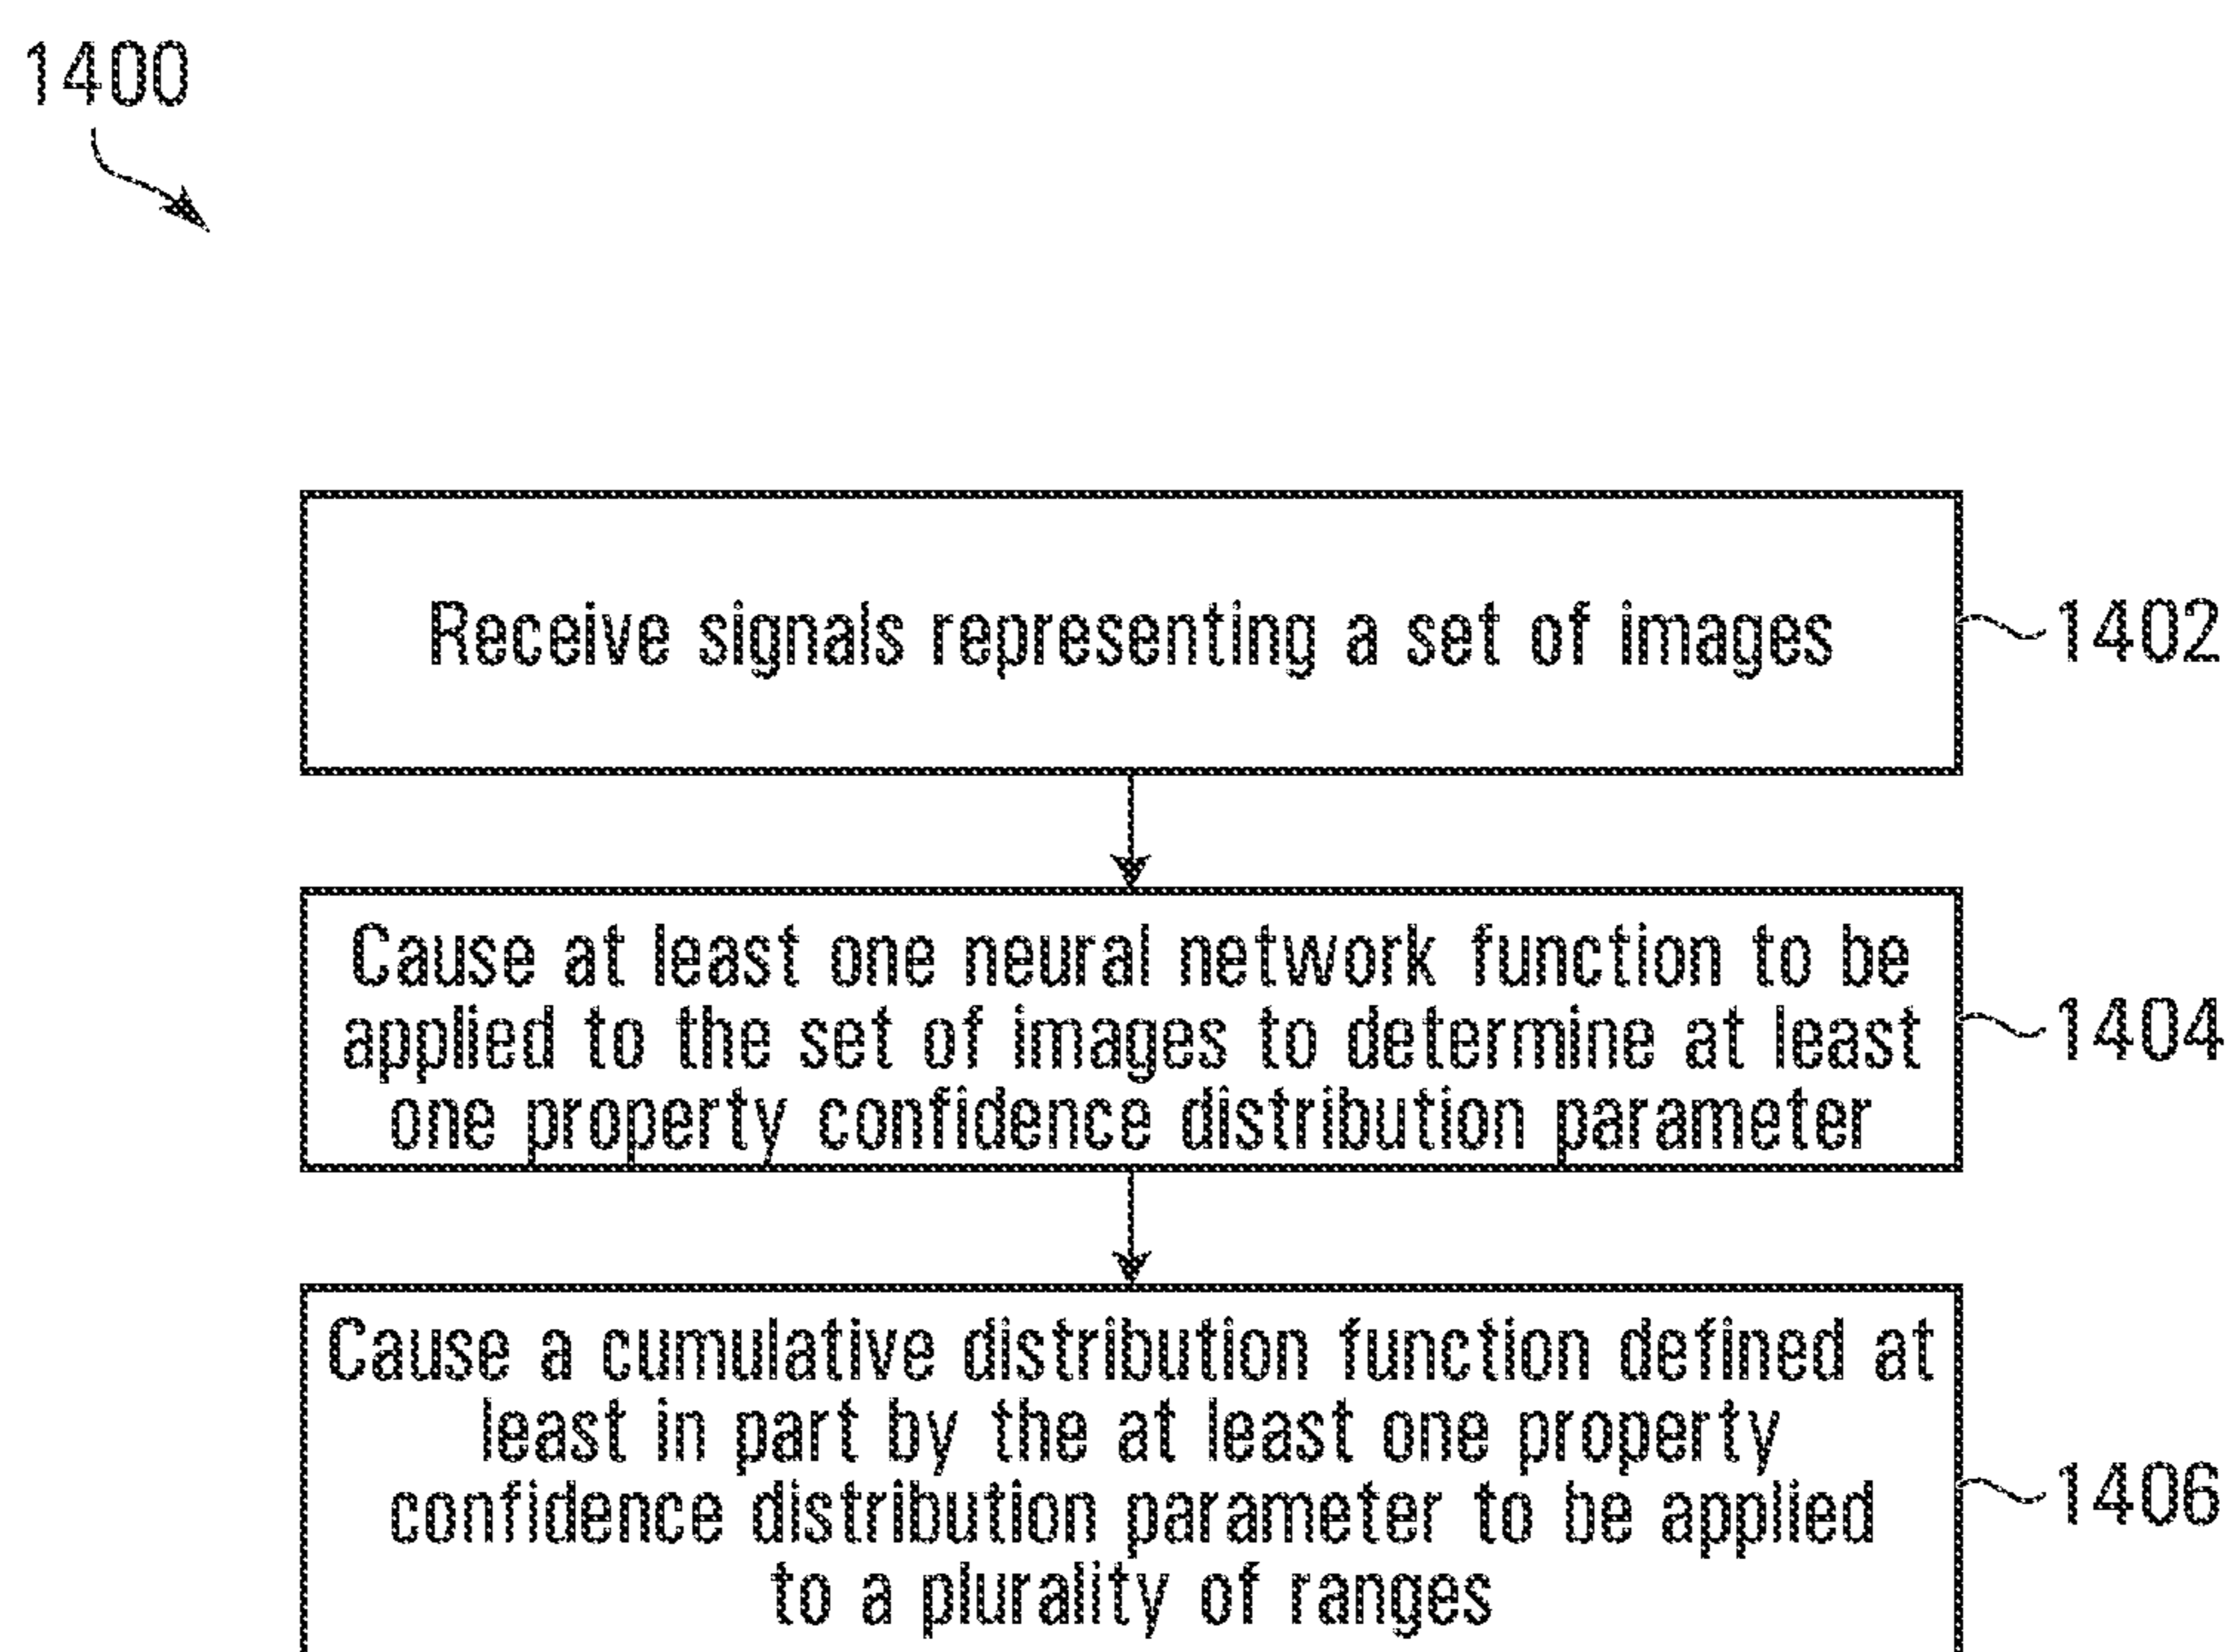 1400
Receive signals representing a set of images
1402
Cause at least one neural network function to be
applied to the set of images to determine at least
one property confidence distribution parameter
1404
Cause a cumulative distribution function defined at
least in part by the at least one property
confidence distribution parameter to be applied
to a plurality of ranges
1406